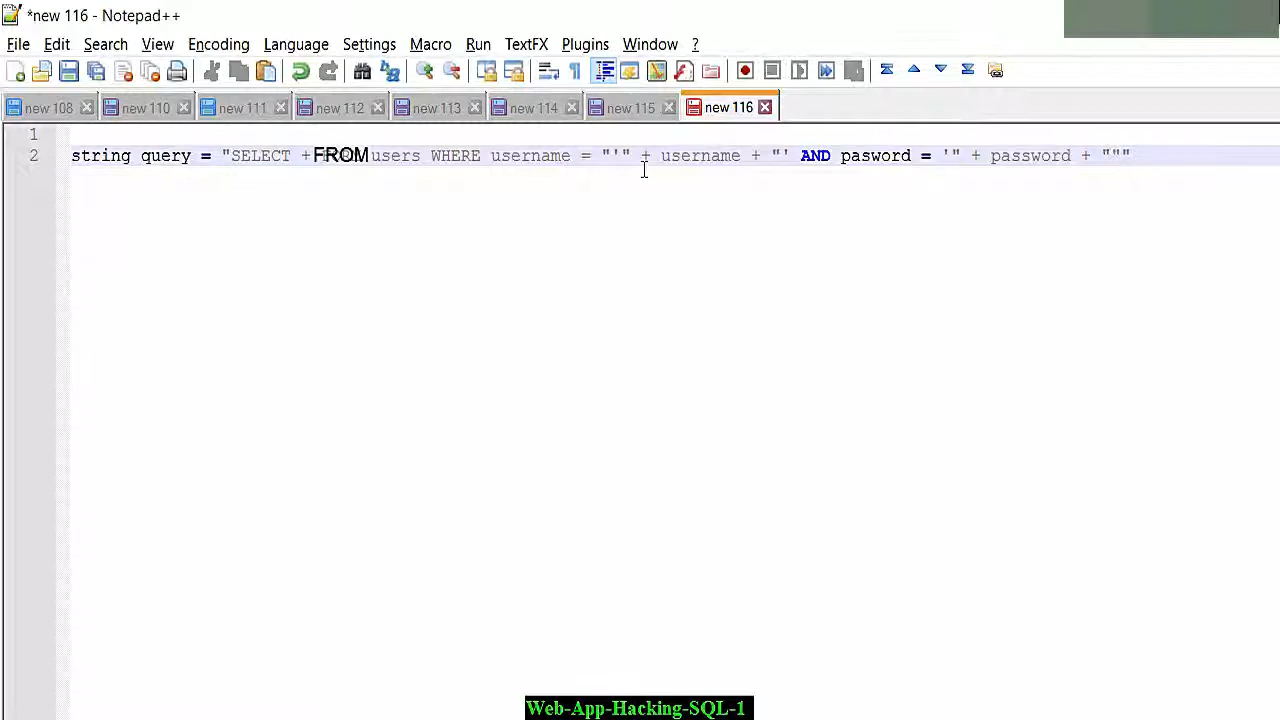 *new 116 - Notepad++
File Edit Search View Encoding Language Settings Macro Run TextFX Plugins Window ?
new 108 new 110 new 111 new 112 new 113 new 114 new 115 new 116
1
2 string query = "SELECT + FROM users WHERE username = "'" + username + "' AND pasword = '" + password + """
Web-App-Hacking-SQL-1